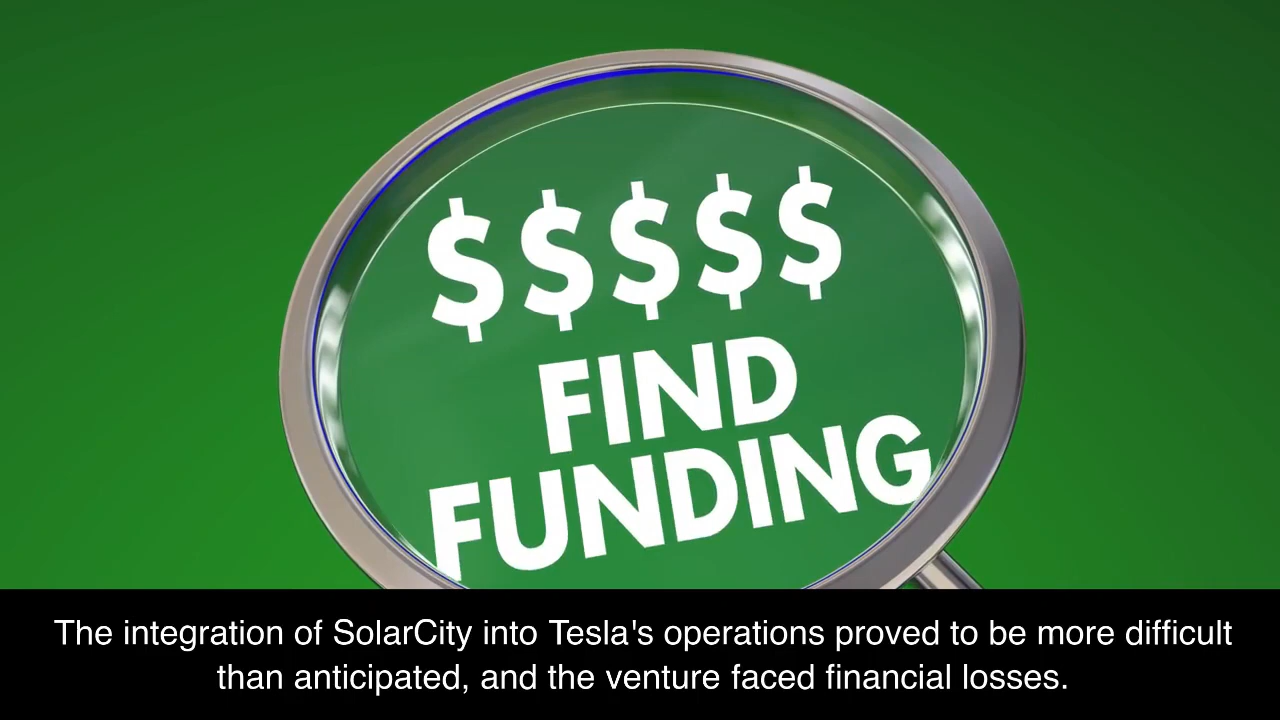 $$$$$
FIND
FUNDING
The integration of SolarCity into Tesla's operations proved to be more difficult
than anticipated, and the venture faced financial losses.